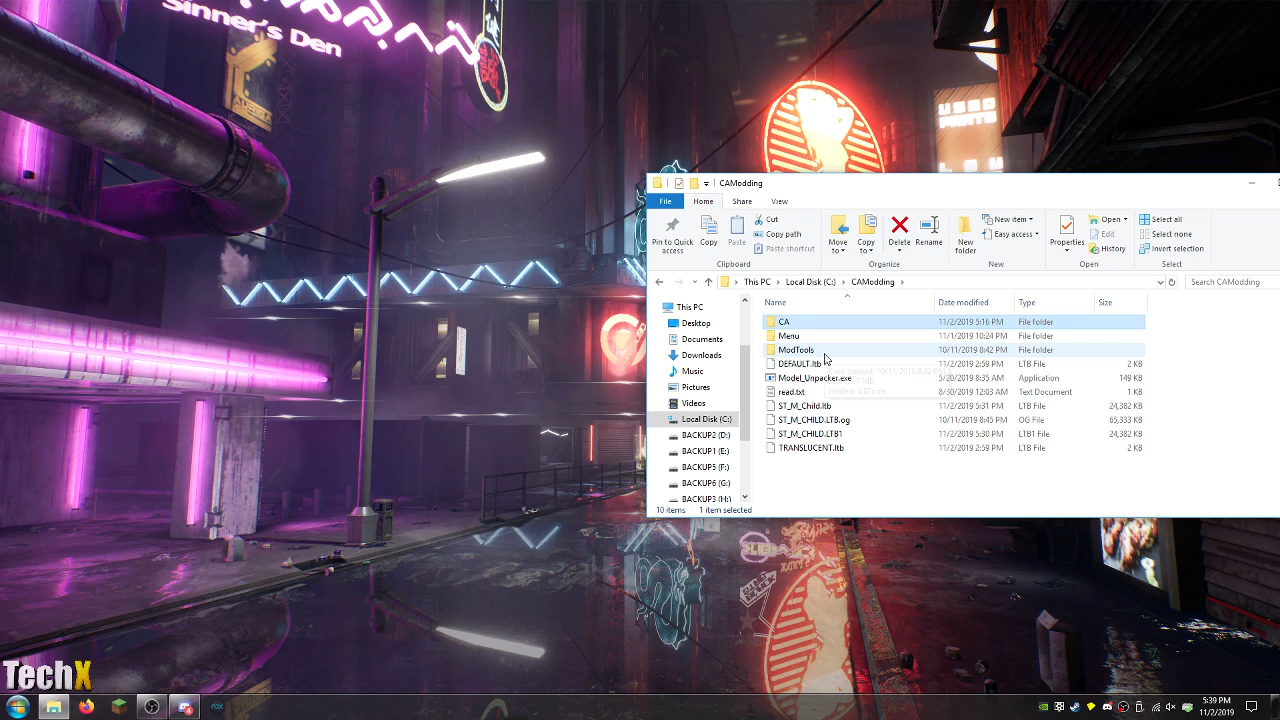 Sinner's Den
USED
PARTS
CAModding
File
Home
Share
View
Pin to Quick
access
Copy
Paste
Cut
Copy path
Paste shortcut
Clipboard
Move
to
Copy
to
Delete
Rename
Organize
New
folder
New item
Easy access
New
Properties
Open
Edit
History
Open
Select all
Select none
Invert selection
Select
This PC
Local Disk (C:)
CAModding
Search CAModding
Name
Date modified
Type
Size
CA 11/2/2019 5:16 PM File folder
Menu 11/1/2019 10:24 PM File folder
ModTools 10/11/2019 8:42 PM File folder
DEFAULT.ltb 11/2/2019 2:59 PM LTB File 2 KB
Model_Unpacker.exe 5/20/2019 8:35 AM Application 149 KB
read.txt 8/30/2019 12:03 AM Text Document 1 KB
ST_M_Child.ltb 11/2/2019 5:31 PM LTB File 24,382 KB
ST_M_CHILD.LTB.og 10/11/2019 8:45 PM OG File 65,333 KB
ST_M_CHILD.LTB1 11/2/2019 5:30 PM LTB1 File 24,382 KB
TRANSLUCENT.ltb 11/2/2019 2:59 PM LTB File 2 KB
This PC
Desktop
Documents
Downloads
Music
Pictures
Videos
Local Disk (C:)
BACKUP2 (D:)
BACKUP1 (E:)
BACKUP5 (F:)
BACKUP6 (G:)
BACKUP3 (H:)
10 items 1 item selected
TechX
5:39 PM
11/2/2019